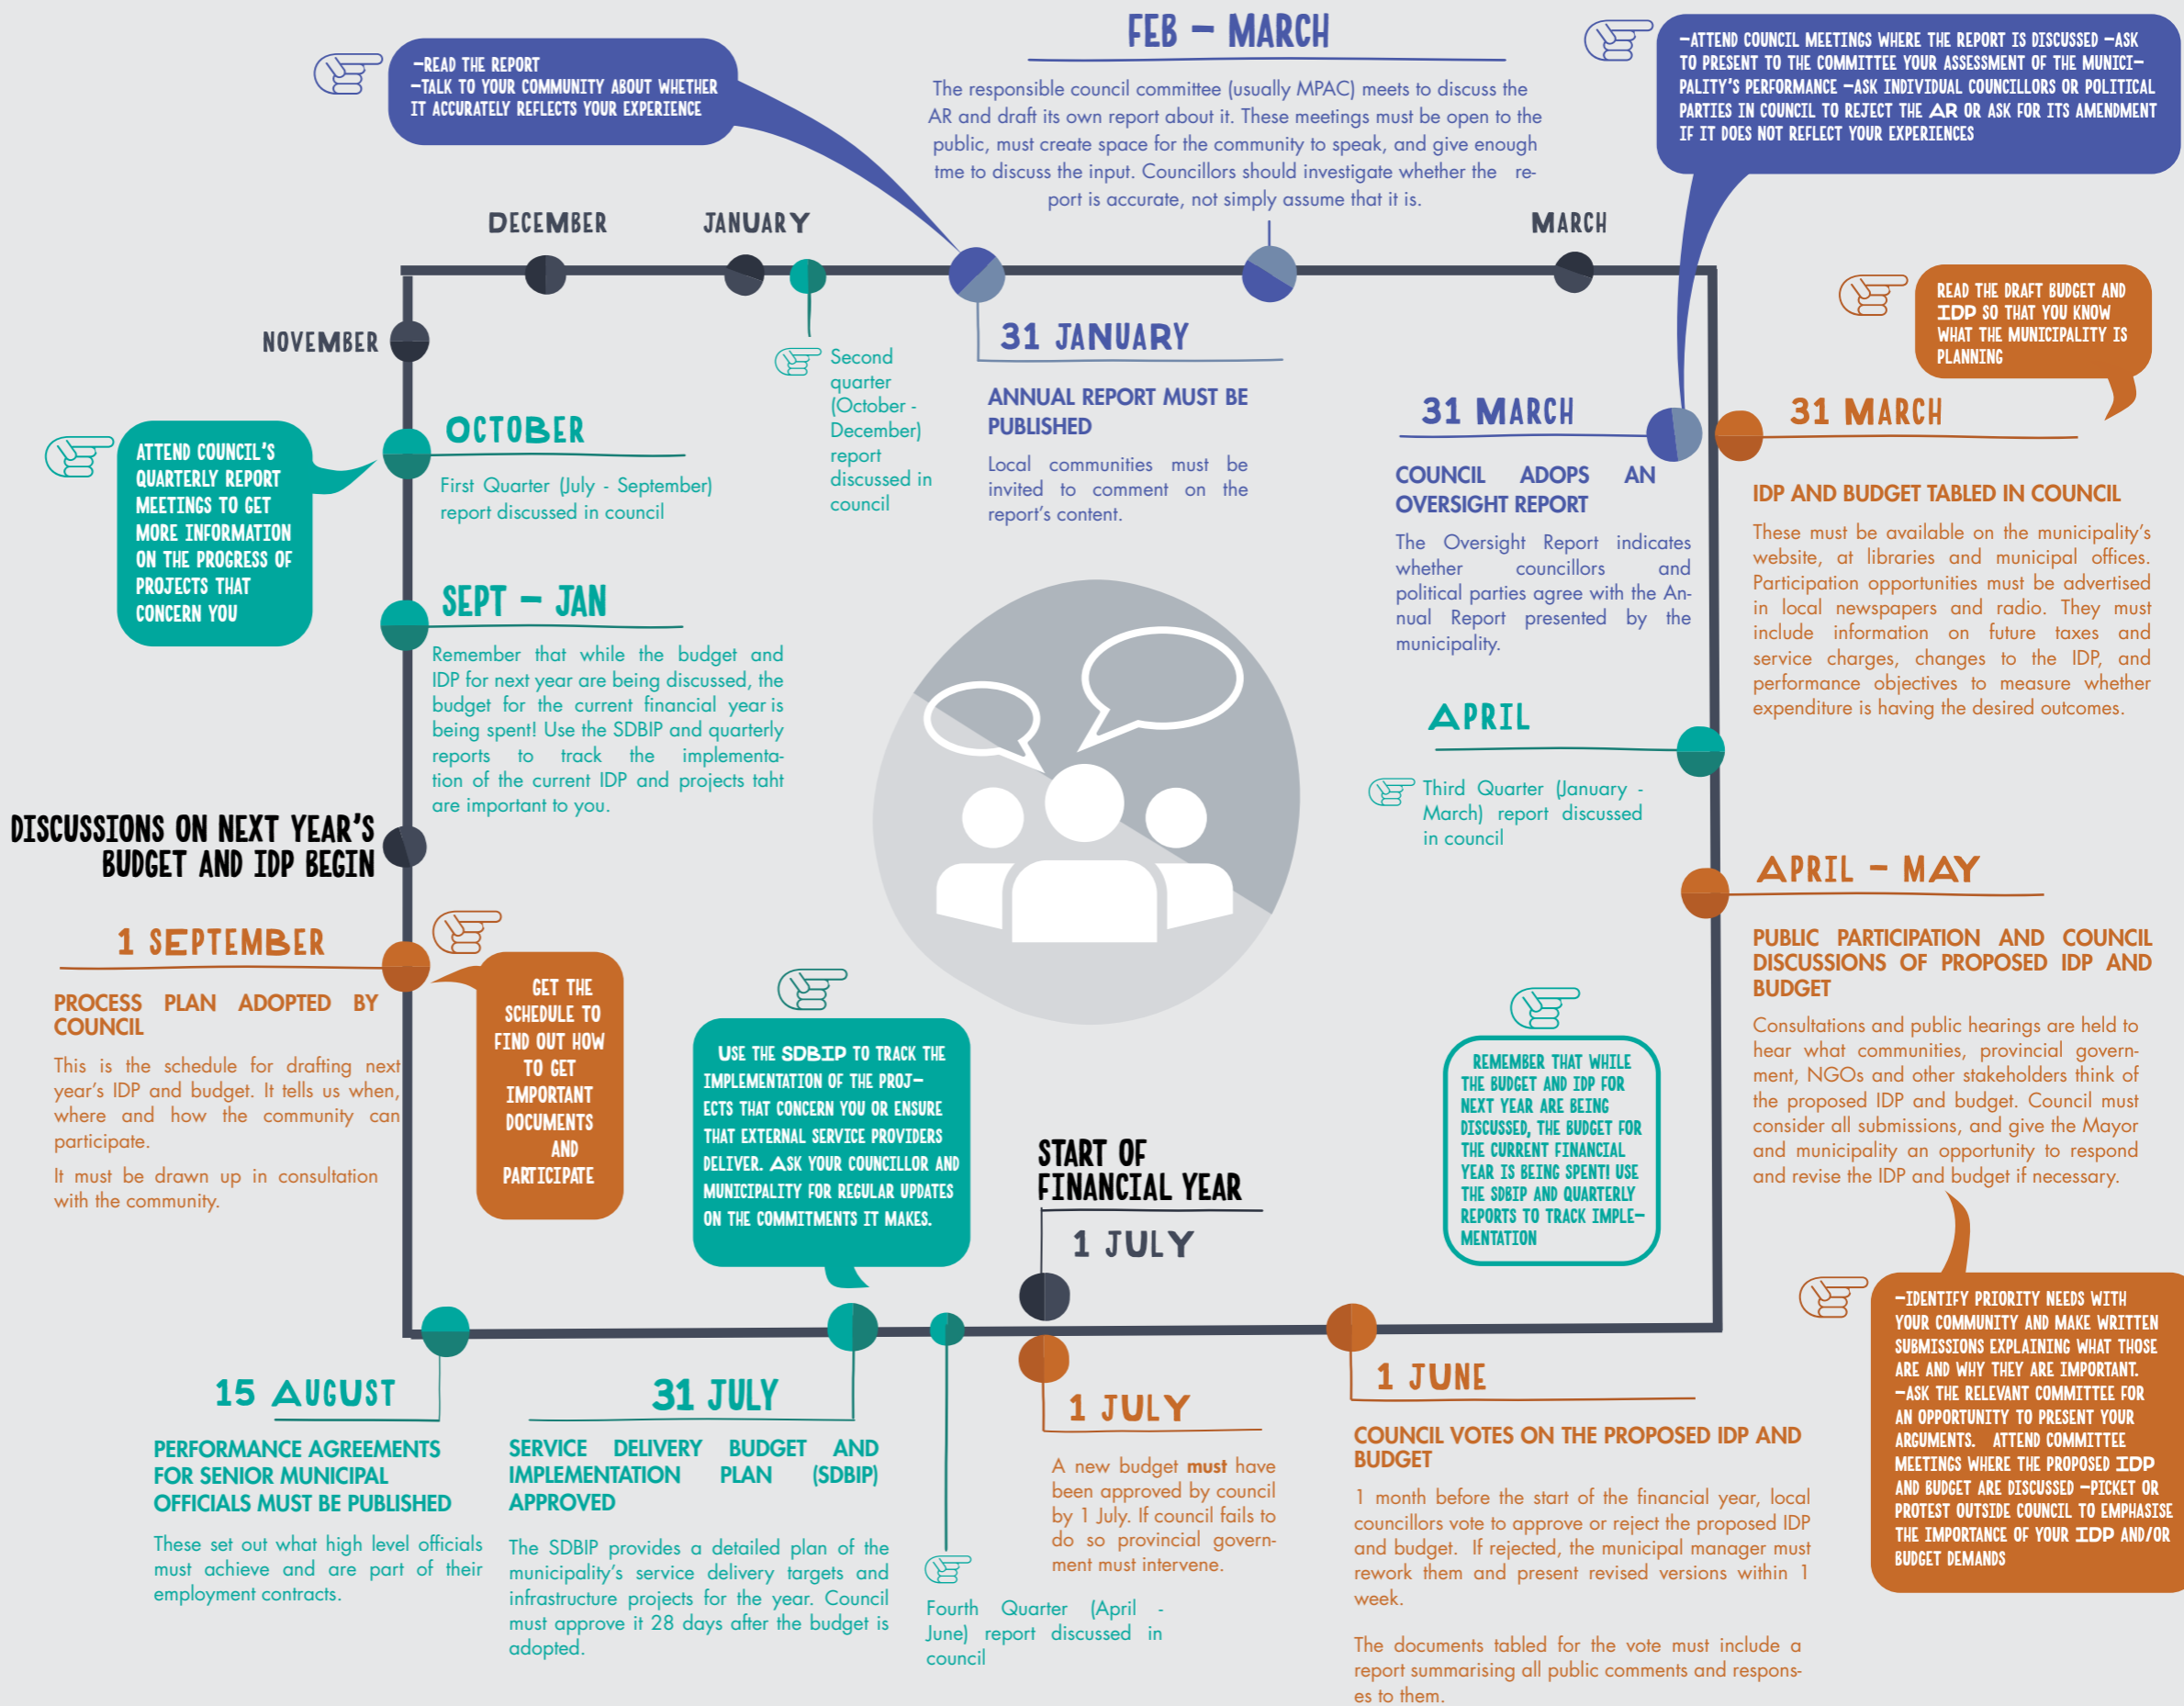 FEB – MARCH
The responsible council committee (usually MPAC) meets to discuss the
AR and draft its own report about it. These meetings must be open to the
public, must create space for the community to speak, and give enough
tme to discuss the input. Councillors should investigate whether the re-
port is accurate, not simply assume that it is.
–READ THE REPORT
–TALK TO YOUR COMMUNITY ABOUT WHETHER
IT ACCURATELY REFLECTS YOUR EXPERIENCE
–ATTEND COUNCIL MEETINGS WHERE THE REPORT IS DISCUSSED –ASK
TO PRESENT TO THE COMMITTEE YOUR ASSESSMENT OF THE MUNICI–
PALITY'S PERFORMANCE –ASK INDIVIDUAL COUNCILLORS OR POLITICAL
PARTIES IN COUNCIL TO REJECT THE AR OR ASK FOR ITS AMENDMENT
IF IT DOES NOT REFLECT YOUR EXPERIENCES
DECEMBER
JANUARY
MARCH
NOVEMBER
Second
quarter
(October -
December)
report
discussed in
council
31 JANUARY
ANNUAL REPORT MUST BE
PUBLISHED
Local communities must be
invited to comment on the
report's content.
READ THE DRAFT BUDGET AND
IDP SO THAT YOU KNOW
WHAT THE MUNICIPALITY IS
PLANNING
31 MARCH
COUNCIL ADOPS AN
OVERSIGHT REPORT
The Oversight Report indicates
whether councillors and
political parties agree with the An-
nual Report presented by the
municipality.
31 MARCH
IDP AND BUDGET TABLED IN COUNCIL
These must be available on the municipality's
website, at libraries and municipal offices.
Participation opportunities must be advertised
in local newspapers and radio. They must
include information on future taxes and
service charges, changes to the IDP, and
performance objectives to measure whether
expenditure is having the desired outcomes.
OCTOBER
First Quarter (July - September)
report discussed in council
ATTEND COUNCIL'S
QUARTERLY REPORT
MEETINGS TO GET
MORE INFORMATION
ON THE PROGRESS OF
PROJECTS THAT
CONCERN YOU
SEPT – JAN
Remember that while the budget and
IDP for next year are being discussed, the
budget for the current financial year is
being spent! Use the SDBIP and quarterly
reports to track the implementa-
tion of the current IDP and projects taht
are important to you.
APRIL
Third Quarter (January -
March) report discussed
in council
DISCUSSIONS ON NEXT YEAR'S
BUDGET AND IDP BEGIN
APRIL – MAY
PUBLIC PARTICIPATION AND COUNCIL
DISCUSSIONS OF PROPOSED IDP AND
BUDGET
Consultations and public hearings are held to
hear what communities, provincial govern-
ment, NGOs and other stakeholders think of
the proposed IDP and budget. Council must
consider all submissions, and give the Mayor
and municipality an opportunity to respond
and revise the IDP and budget if necessary.
1 SEPTEMBER
PROCESS PLAN ADOPTED BY
COUNCIL
This is the schedule for drafting next
year's IDP and budget. It tells us when,
where and how the community can
participate.
It must be drawn up in consultation
with the community.
GET THE
SCHEDULE TO
FIND OUT HOW
TO GET
IMPORTANT
DOCUMENTS
AND
PARTICIPATE
USE THE SDBIP TO TRACK THE
IMPLEMENTATION OF THE PROJ–
ECTS THAT CONCERN YOU OR ENSURE
THAT EXTERNAL SERVICE PROVIDERS
DELIVER. ASK YOUR COUNCILLOR AND
MUNICIPALITY FOR REGULAR UPDATES
ON THE COMMITMENTS IT MAKES.
START OF
FINANCIAL YEAR
1 JULY
REMEMBER THAT WHILE
THE BUDGET AND IDP FOR
NEXT YEAR ARE BEING
DISCUSSED, THE BUDGET FOR
THE CURRENT FINANCIAL
YEAR IS BEING SPENT! USE
THE SDBIP AND QUARTERLY
REPORTS TO TRACK IMPLE–
MENTATION
–IDENTIFY PRIORITY NEEDS WITH
YOUR COMMUNITY AND MAKE WRITTEN
SUBMISSIONS EXPLAINING WHAT THOSE
ARE AND WHY THEY ARE IMPORTANT.
–ASK THE RELEVANT COMMITTEE FOR
AN OPPORTUNITY TO PRESENT YOUR
ARGUMENTS. ATTEND COMMITTEE
MEETINGS WHERE THE PROPOSED IDP
AND BUDGET ARE DISCUSSED –PICKET OR
PROTEST OUTSIDE COUNCIL TO EMPHASISE
THE IMPORTANCE OF YOUR IDP AND/OR
BUDGET DEMANDS
15 AUGUST
PERFORMANCE AGREEMENTS
FOR SENIOR MUNICIPAL
OFFICIALS MUST BE PUBLISHED
These set out what high level officials
must achieve and are part of their
employment contracts.
31 JULY
SERVICE DELIVERY BUDGET AND
IMPLEMENTATION PLAN (SDBIP)
APPROVED
The SDBIP provides a detailed plan of the
municipality's service delivery targets and
infrastructure projects for the year. Council
must approve it 28 days after the budget is
adopted.
Fourth Quarter (April -
June) report discussed in
council
1 JULY
A new budget must have
been approved by council
by 1 July. If council fails to
do so provincial govern-
ment must intervene.
1 JUNE
COUNCIL VOTES ON THE PROPOSED IDP AND
BUDGET
1 month before the start of the financial year, local
councillors vote to approve or reject the proposed IDP
and budget. If rejected, the municipal manager must
rework them and present revised versions within 1
week.
The documents tabled for the vote must include a
report summarising all public comments and respons-
es to them.